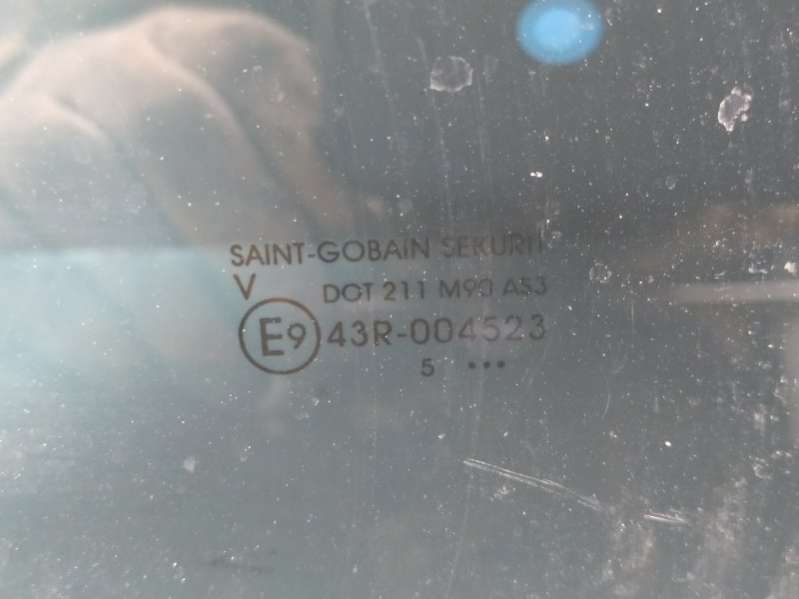 SAINT-GOBAIN SEKURIT
V DOT 211 M90 AS3
E9 43R-004523
5 •••